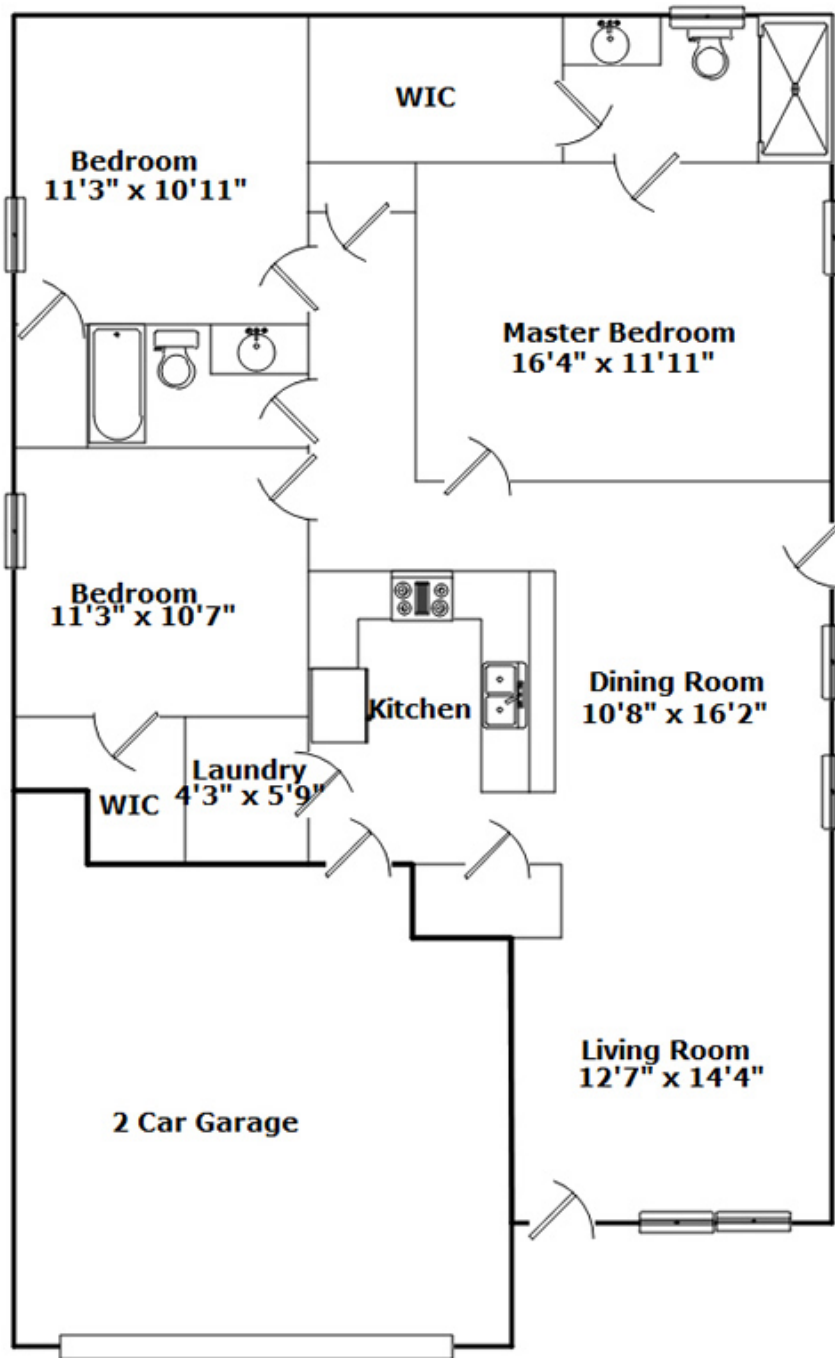 WIC
Bedroom
11'3" x 10'11"
Master Bedroom
16'4" x 11'11"
Bedroom
11'3" x 10'7"
Dining Room
10'8" x 16'2"
Kitchen
Laundry
4'3" x 5'9"
WIC
Living Room
12'7" x 14'4"
2 Car Garage